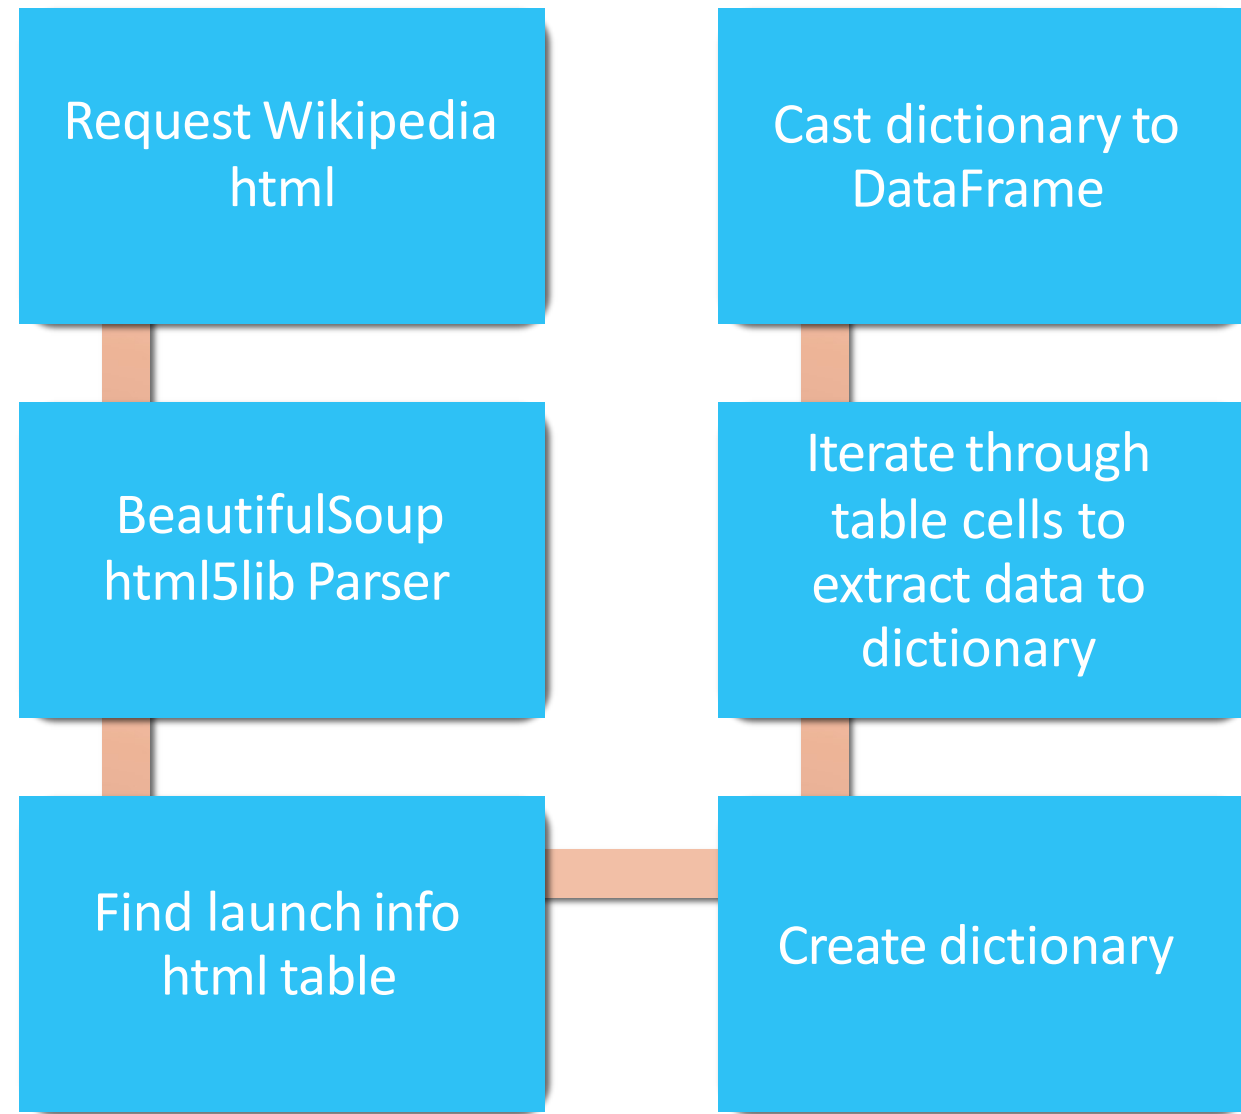 Request Wikipedia
html
BeautifulSoup
html5lib Parser
Find launch info
html table
Create dictionary
Iterate through
table cells to
extract data to
dictionary
Cast dictionary to
DataFrame